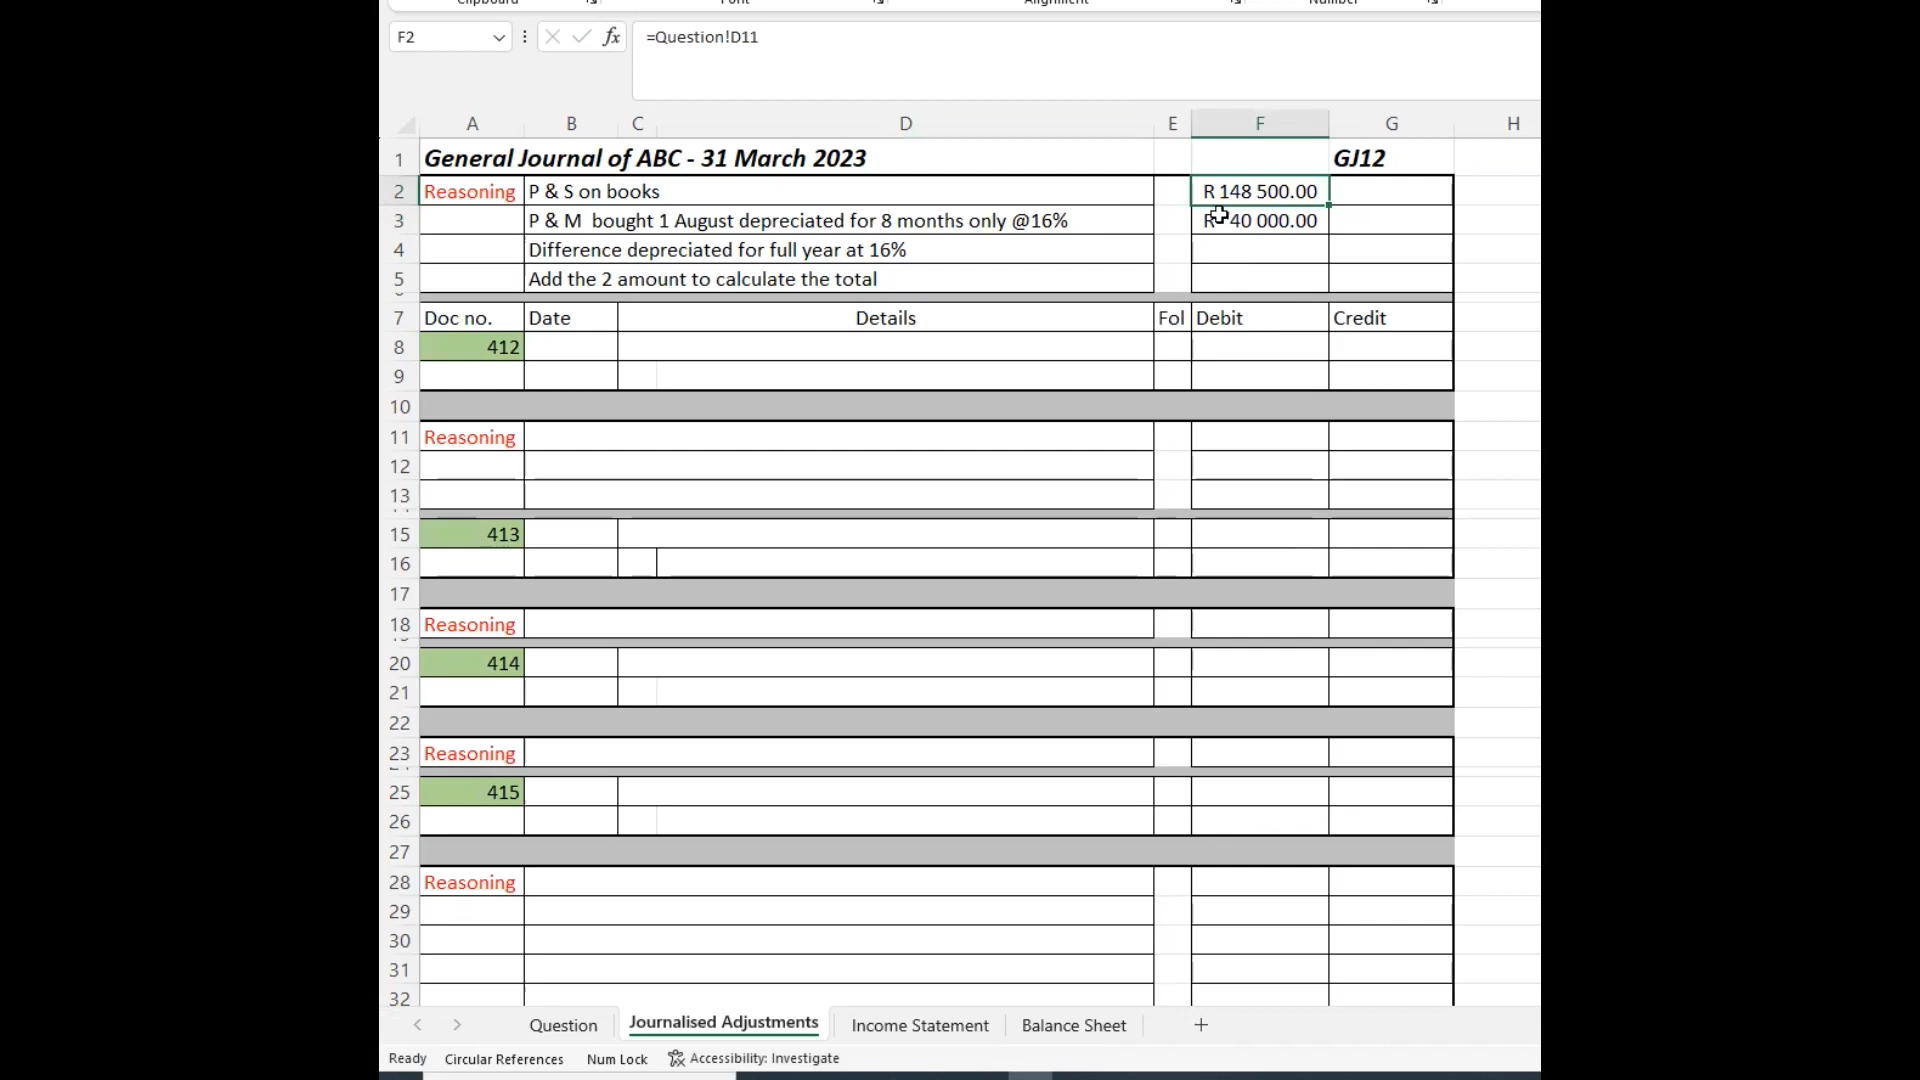 Clipboard Font Alignment Number
F2 fx =Question!D11
A B C D E F G H
1 General Journal of ABC - 31 March 2023 GJ12
2 Reasoning P & S on books R 148 500.00
3 P & M bought 1 August depreciated for 8 months only @16% R 40 000.00
4 Difference depreciated for full year at 16%
5 Add the 2 amount to calculate the total
7 Doc no. Date Details Fol Debit Credit
8 412
9
10
11 Reasoning
12
13
15 413
16
17
18 Reasoning
20 414
21
22
23 Reasoning
25 415
26
27
28 Reasoning
29
30
31
32
Question Journalised Adjustments Income Statement Balance Sheet
Ready Circular References Num Lock Accessibility: Investigate